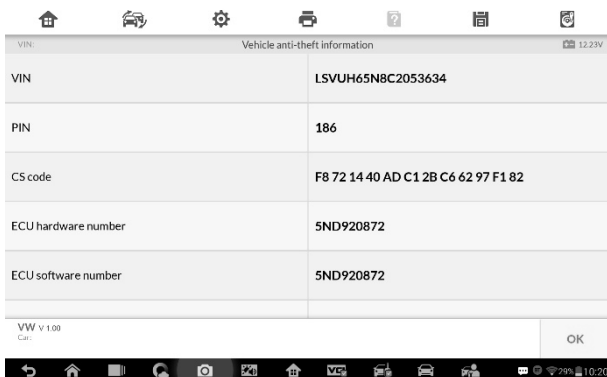 VIN:
Vehicle anti-theft information
12.23V
VIN
LSVUH65N8C2053634
PIN
186
CS code
F8 72 14 40 AD C1 2B C6 62 97 F1 82
ECU hardware number
5ND920872
ECU software number
5ND920872
VW V 1.00
Car:
OK
29% 10:20